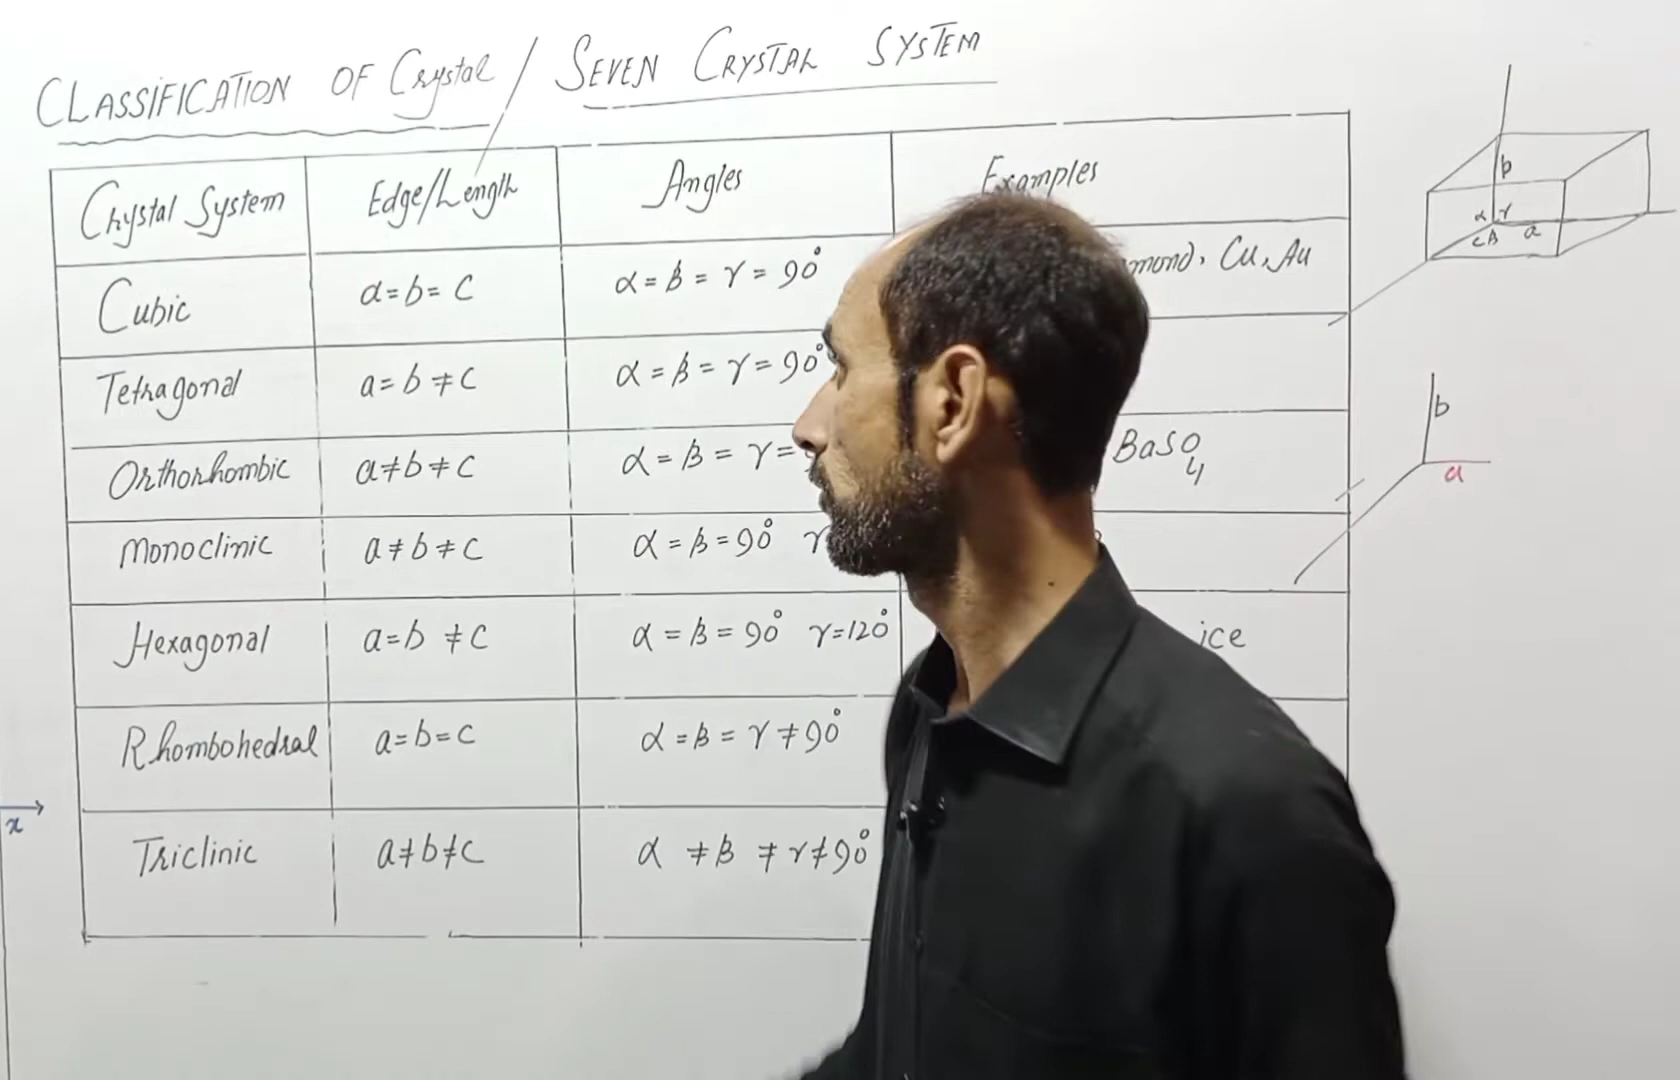 CLASSIFICATION OF Crystal / SEVEN CRYSTAL SYSTEM
Crystal System Edge/Length Angles Examples
Cubic a=b=c α=β=γ=90° Cu, Au
Tetragonal a=b≠c α=β=γ=90°
Orthorhombic a≠b≠c α=β=γ= BaSO4
Monoclinic a≠b≠c α=β=90° γ
Hexagonal a=b≠c α=β=90° γ=120° ice
Rhombohedral a=b=c α=β=γ≠90°
Triclinic a≠b≠c α≠β≠γ≠90°
b
α γ
c β a
b
a
x